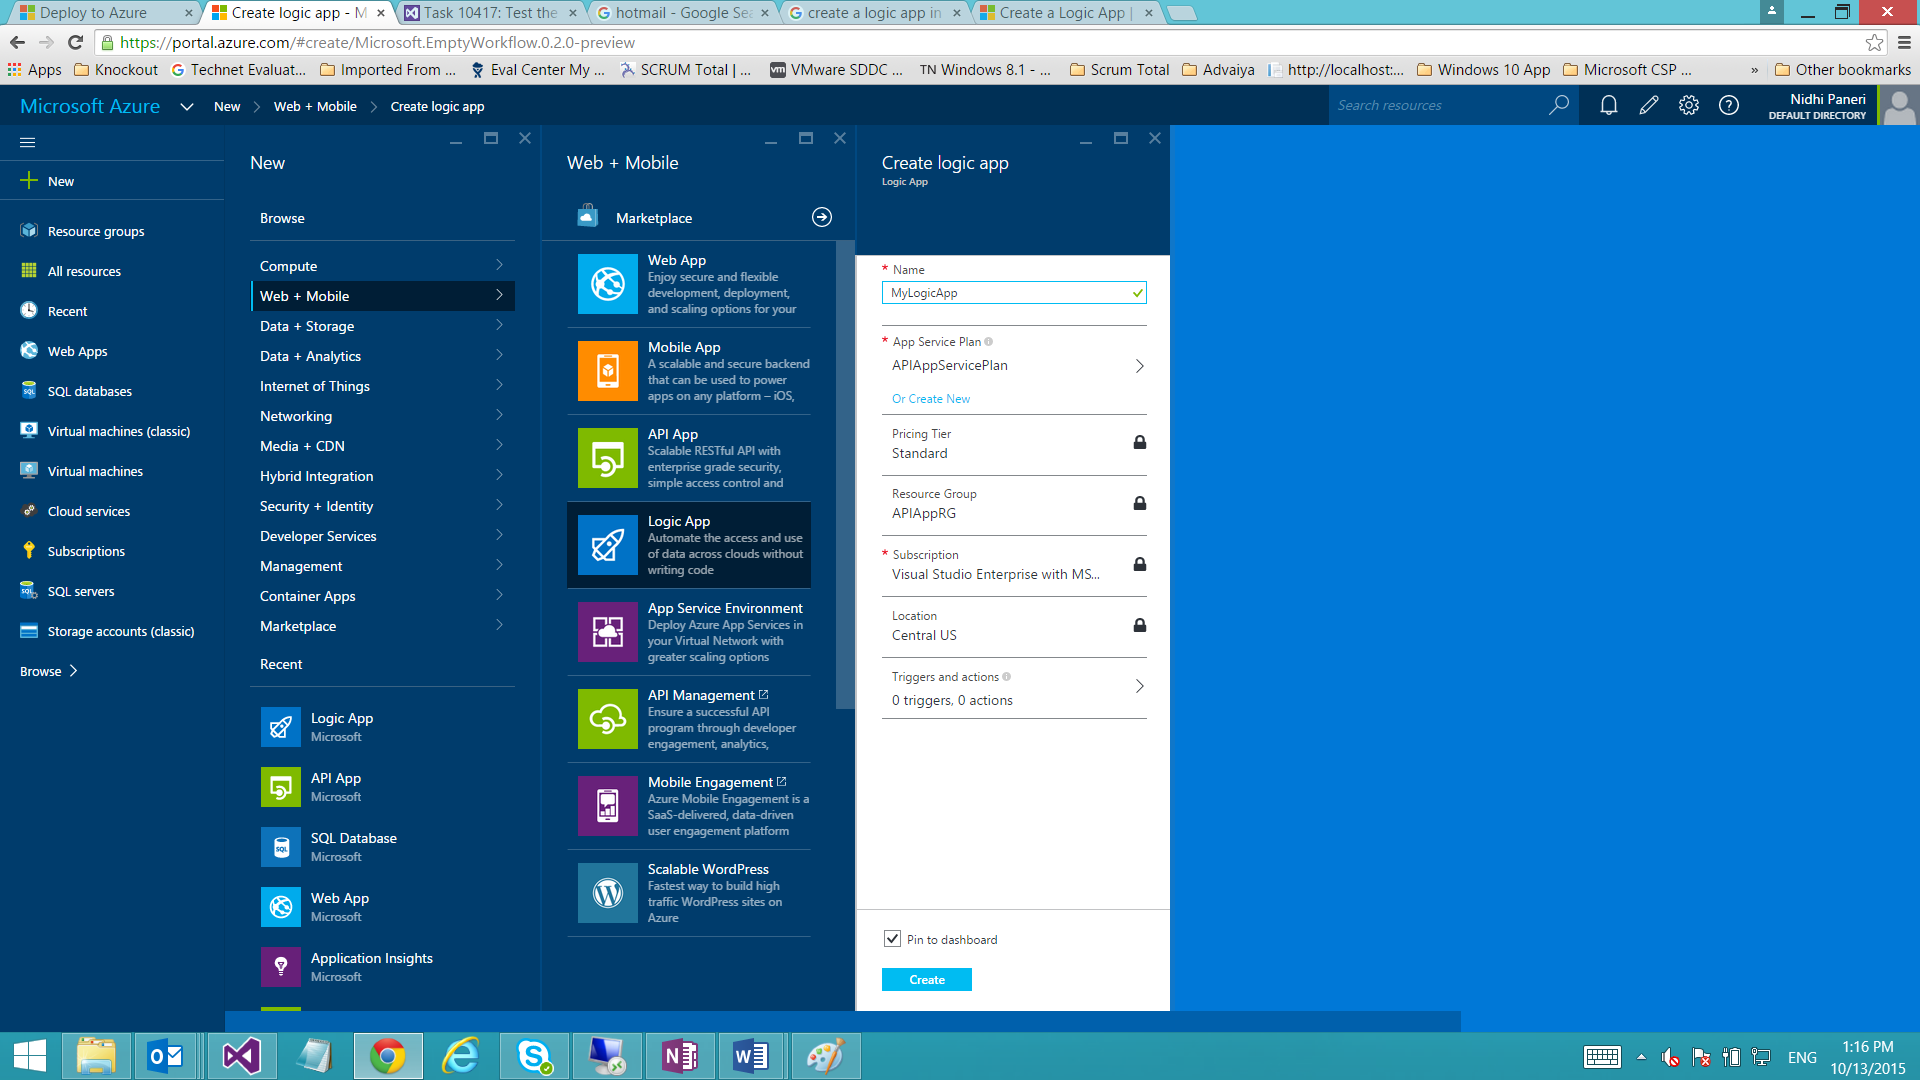 Deploy to Azure
Create logic app - M
Task 10417: Test the
hotmail - Google Sea
create a logic app in
Create a Logic App |
https://portal.azure.com/#create/Microsoft.EmptyWorkflow.0.2.0-preview
Apps
Knockout
Technet Evaluat...
Imported From ...
Eval Center My ...
SCRUM Total | ...
VMware SDDC ...
TN Windows 8.1 - ...
Scrum Total
Advaiya
http://localhost:...
Windows 10 App
Microsoft CSP ...
»
Other bookmarks
Microsoft Azure
New
Web + Mobile
Create logic app
Search resources
Nidhi Paneri
DEFAULT DIRECTORY
New
Resource groups
All resources
Recent
Web Apps
SQL databases
Virtual machines (classic)
Virtual machines
Cloud services
Subscriptions
SQL servers
Storage accounts (classic)
Browse
New
Browse
Compute
Web + Mobile
Data + Storage
Data + Analytics
Internet of Things
Networking
Media + CDN
Hybrid Integration
Security + Identity
Developer Services
Management
Container Apps
Marketplace
Recent
Logic App
Microsoft
API App
Microsoft
SQL Database
Microsoft
Web App
Microsoft
Application Insights
Microsoft
Web + Mobile
Marketplace
Web App
Enjoy secure and flexible
development, deployment,
and scaling options for your
Mobile App
A scalable and secure backend
that can be used to power
apps on any platform – iOS,
API App
Scalable RESTful API with
enterprise grade security,
simple access control and
Logic App
Automate the access and use
of data across clouds without
writing code
App Service Environment
Deploy Azure App Services in
your Virtual Network with
greater scaling options
API Management
Ensure a successful API
program through developer
engagement, analytics,
Mobile Engagement
Azure Mobile Engagement is a
SaaS-delivered, data-driven
user engagement platform
Scalable WordPress
Fastest way to build high
traffic WordPress sites on
Azure
Create logic app
Logic App
* Name
MyLogicApp
* App Service Plan
APIAppServicePlan
Or Create New
Pricing Tier
Standard
Resource Group
APIAppRG
* Subscription
Visual Studio Enterprise with MS...
Location
Central US
Triggers and actions
0 triggers, 0 actions
Pin to dashboard
Create
ENG
1:16 PM
10/13/2015